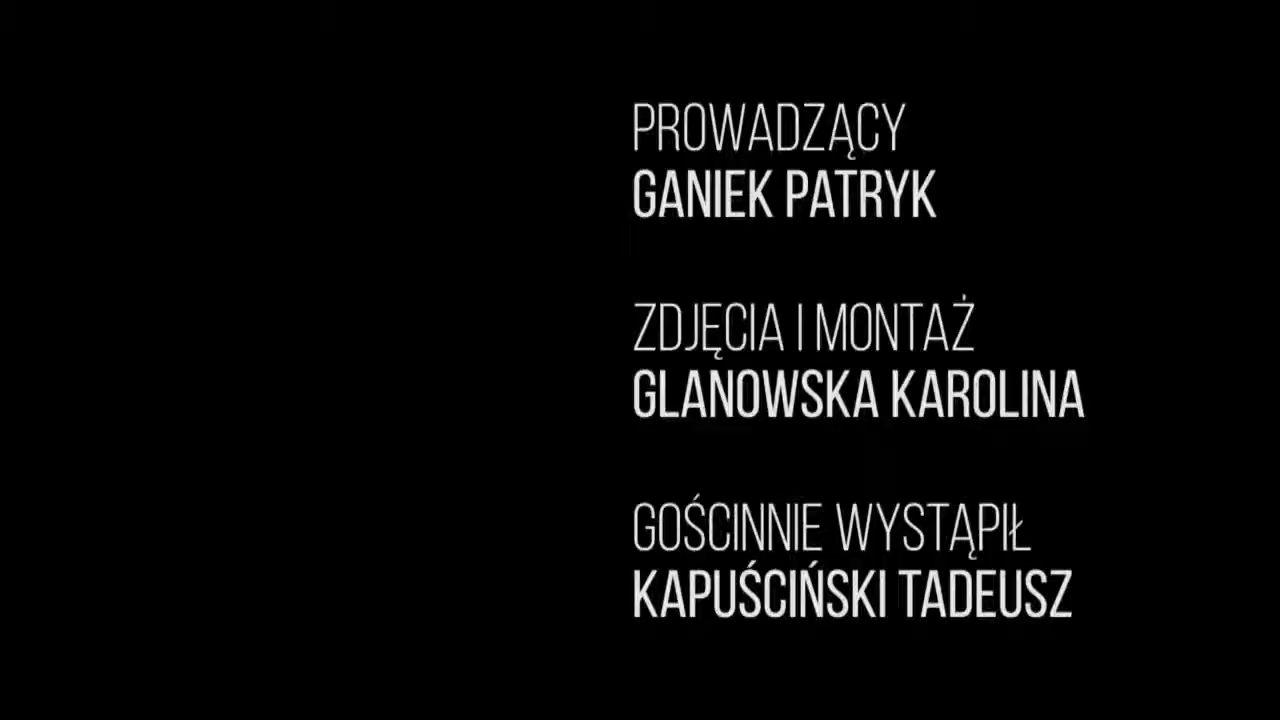 PROWADZĄCY
GANIEK PATRYK
ZDJĘCIA I MONTAŻ
GLANOWSKA KAROLINA
GOŚCINNIE WYSTĄPIŁ
KAPUŚCIŃSKI TADEUSZ